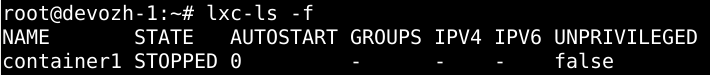 root@devozh-1:~# lxc-ls -f
NAME       STATE   AUTOSTART GROUPS IPV4 IPV6 UNPRIVILEGED
container1 STOPPED 0         -      -    -    false